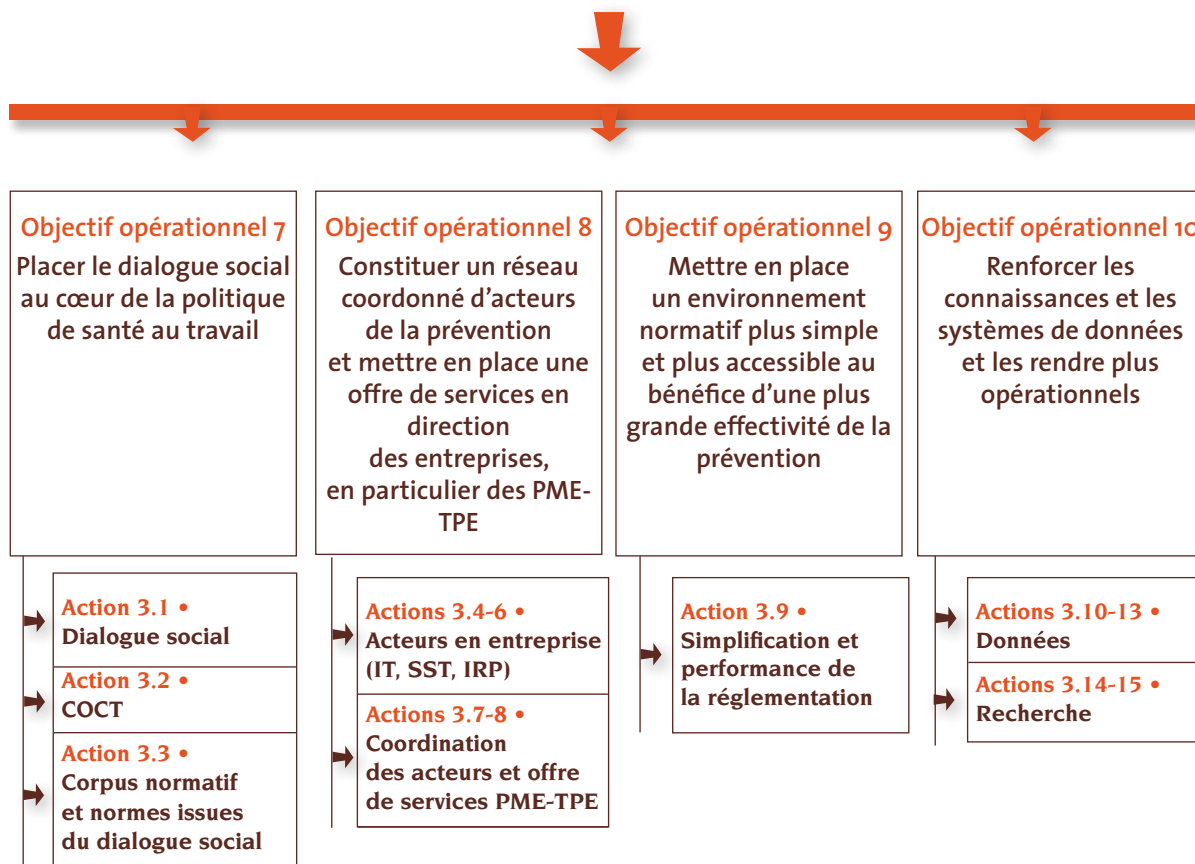 Objectif opérationnel 7
Placer le dialogue social
au cœur de la politique
de santé au travail
Objectif opérationnel 8
Constituer un réseau
coordonné d’acteurs
de la prévention
et mettre en place une
offre de services en
direction
des entreprises,
en particulier des PME-
TPE
Objectif opérationnel 9
Mettre en place
un environnement
normatif plus simple
et plus accessible au
bénéfice d’une plus
grande effectivité de la
prévention
Objectif opérationnel 10
Renforcer les
connaissances et les
systèmes de données
et les rendre plus
opérationnels
Action 3.1 •
Dialogue social
Action 3.2 •
COCT
Action 3.3 •
Corpus normatif
et normes issues
du dialogue social
Actions 3.4-6 •
Acteurs en entreprise
(IT, SST, IRP)
Actions 3.7-8 •
Coordination
des acteurs et offre
de services PME-TPE
Action 3.9 •
Simplification et
performance de
la réglementation
Actions 3.10-13 •
Données
Actions 3.14-15 •
Recherche